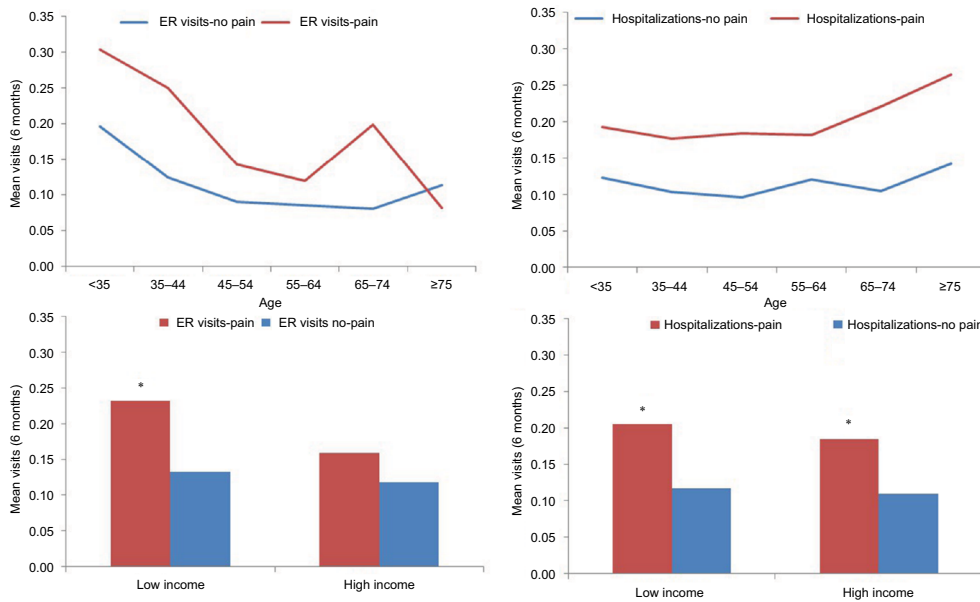 ER visits-no pain ER visits-pain
Mean visits (6 months)
0.35
0.30
0.25
0.20
0.15
0.10
0.05
0.00
<35 35–44 45–54 55–64 65–74 ≥75
Age
Hospitalizations-no pain Hospitalizations-pain
Mean visits (6 months)
0.35
0.30
0.25
0.20
0.15
0.10
0.05
0.00
<35 35–44 45–54 55–64 65–74 ≥75
Age
ER visits-pain ER visits no-pain
Mean visits (6 months)
0.35
0.30
0.25
0.20
0.15
0.10
0.05
0.00
*
Low income High income
Hospitalizations-pain Hospitalizations-no pain
Mean visits (6 months)
0.35
0.30
0.25
0.20
0.15
0.10
0.05
0.00
* *
Low income High income